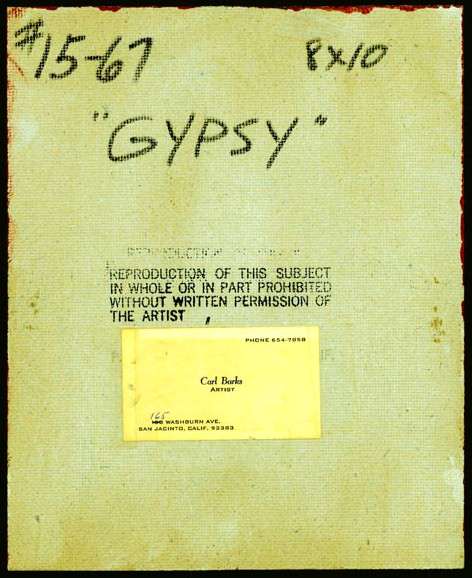 #15-67 8x10
"GYPSY"
REPRODUCTION OF THIS SUBJECT
IN WHOLE OR IN PART PROHIBITED
WITHOUT WRITTEN PERMISSION OF
THE ARTIST
PHONE 654-7858
Carl Barks
ARTIST
165
WASHBURN AVE.
SAN JACINTO, CALIF. 92383